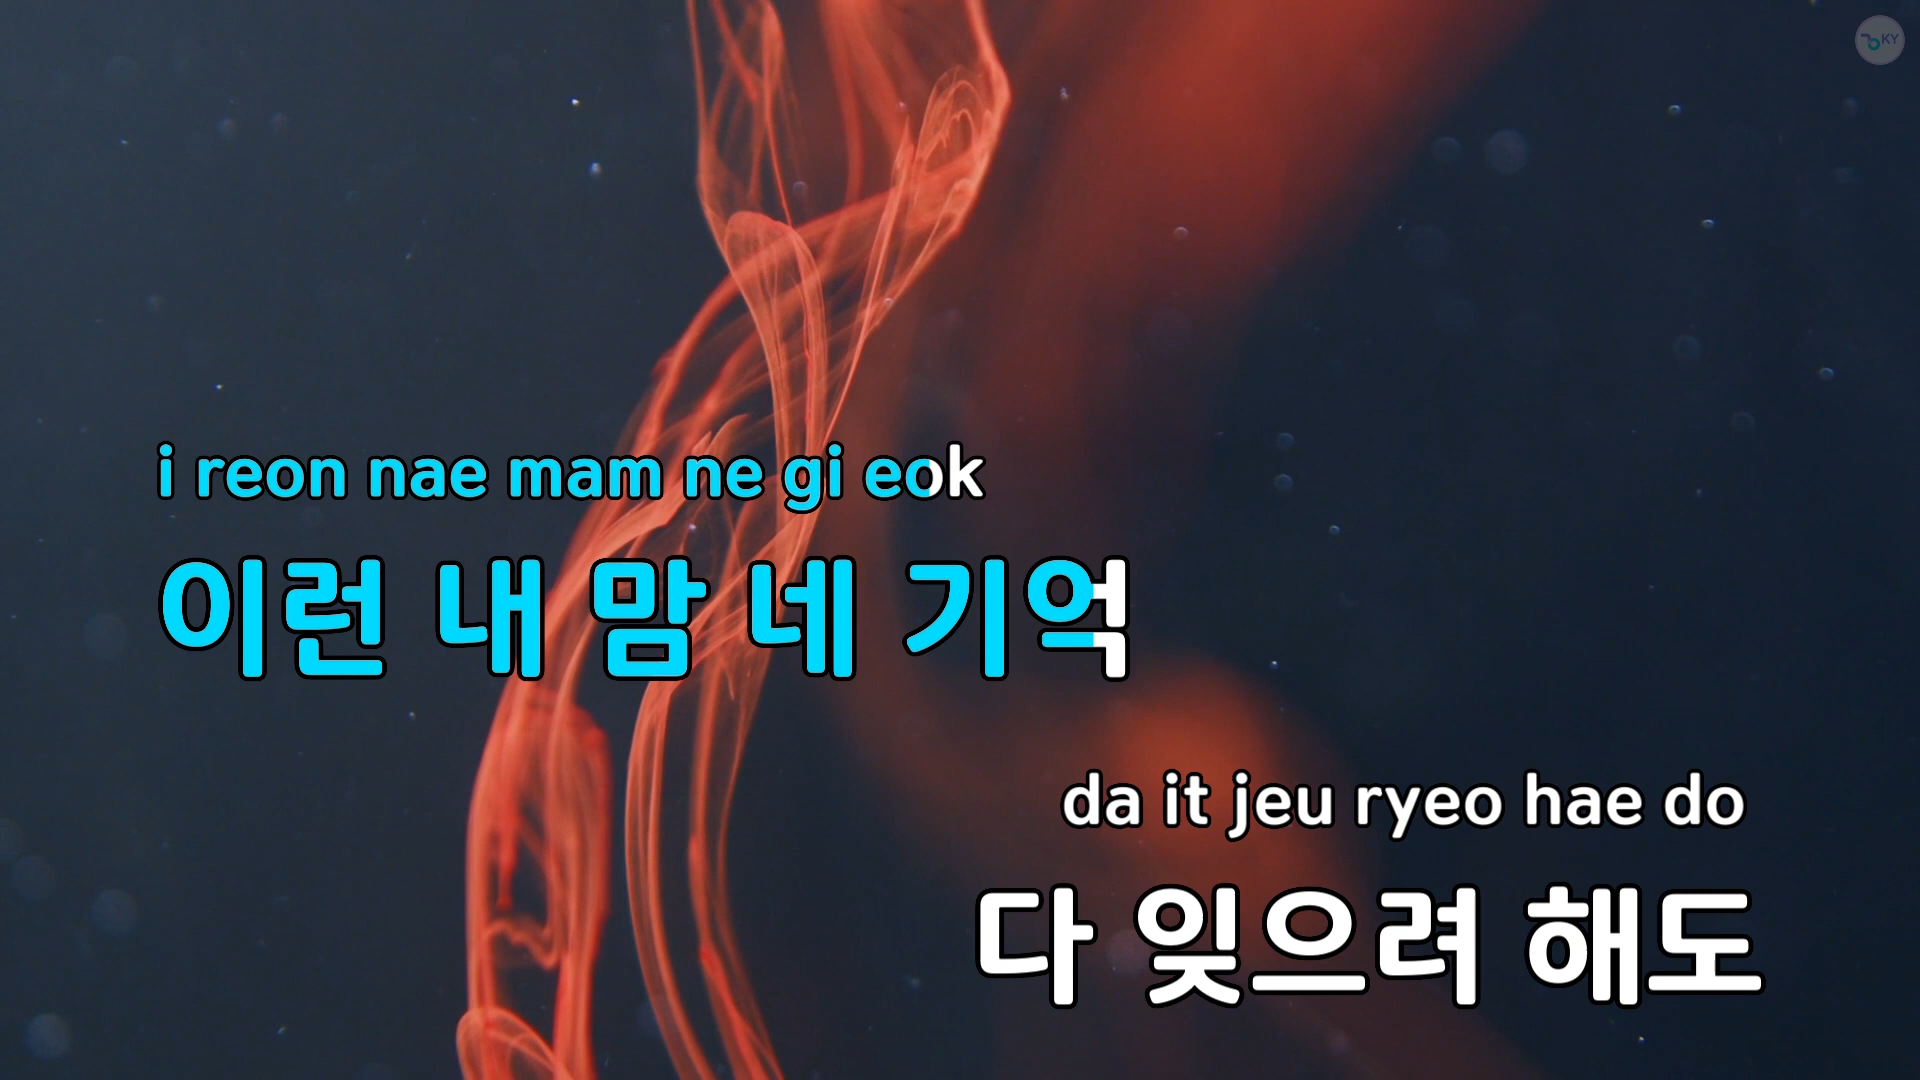 KY
i reon nae mam ne gi eok
이런 내 맘 네 기억
da it jeu ryeo hae do
다 잊으려 해도